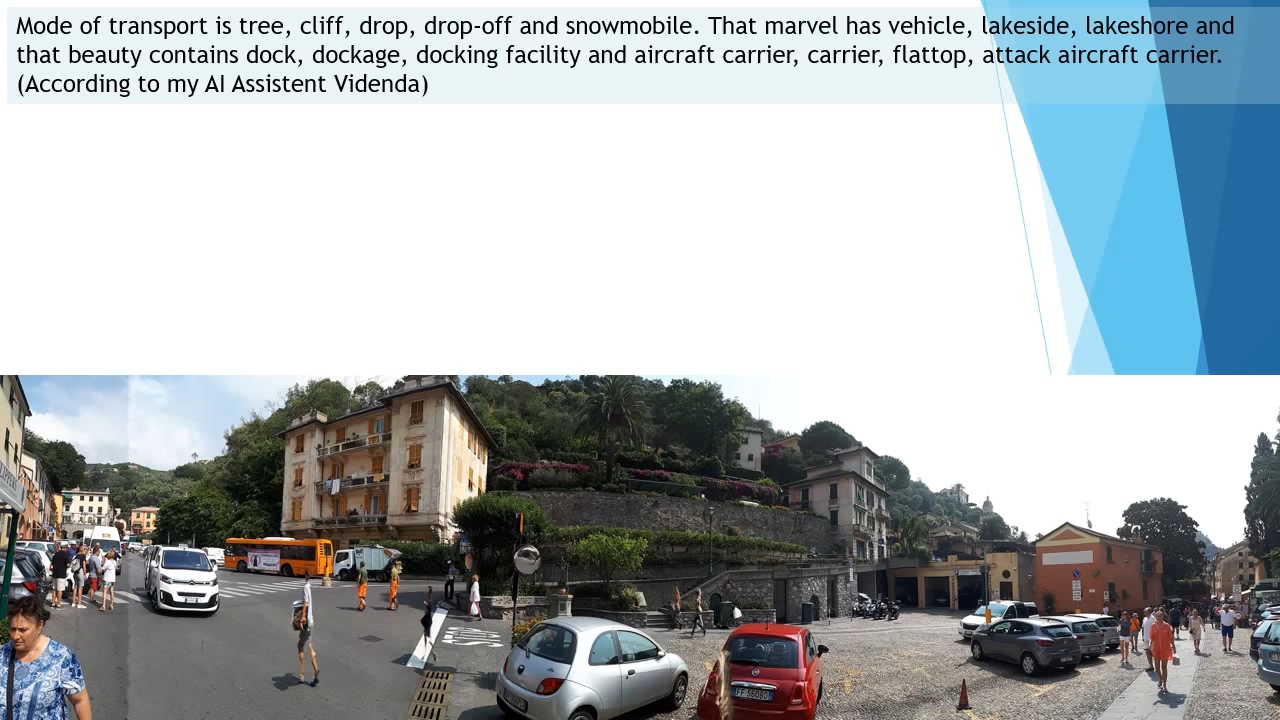 Mode of transport is tree, cliff, drop, drop-off and snowmobile. That marvel has vehicle, lakeside, lakeshore and
that beauty contains dock, dockage, docking facility and aircraft carrier, carrier, flattop, attack aircraft carrier.
(According to my AI Assistent Videnda)
STOP